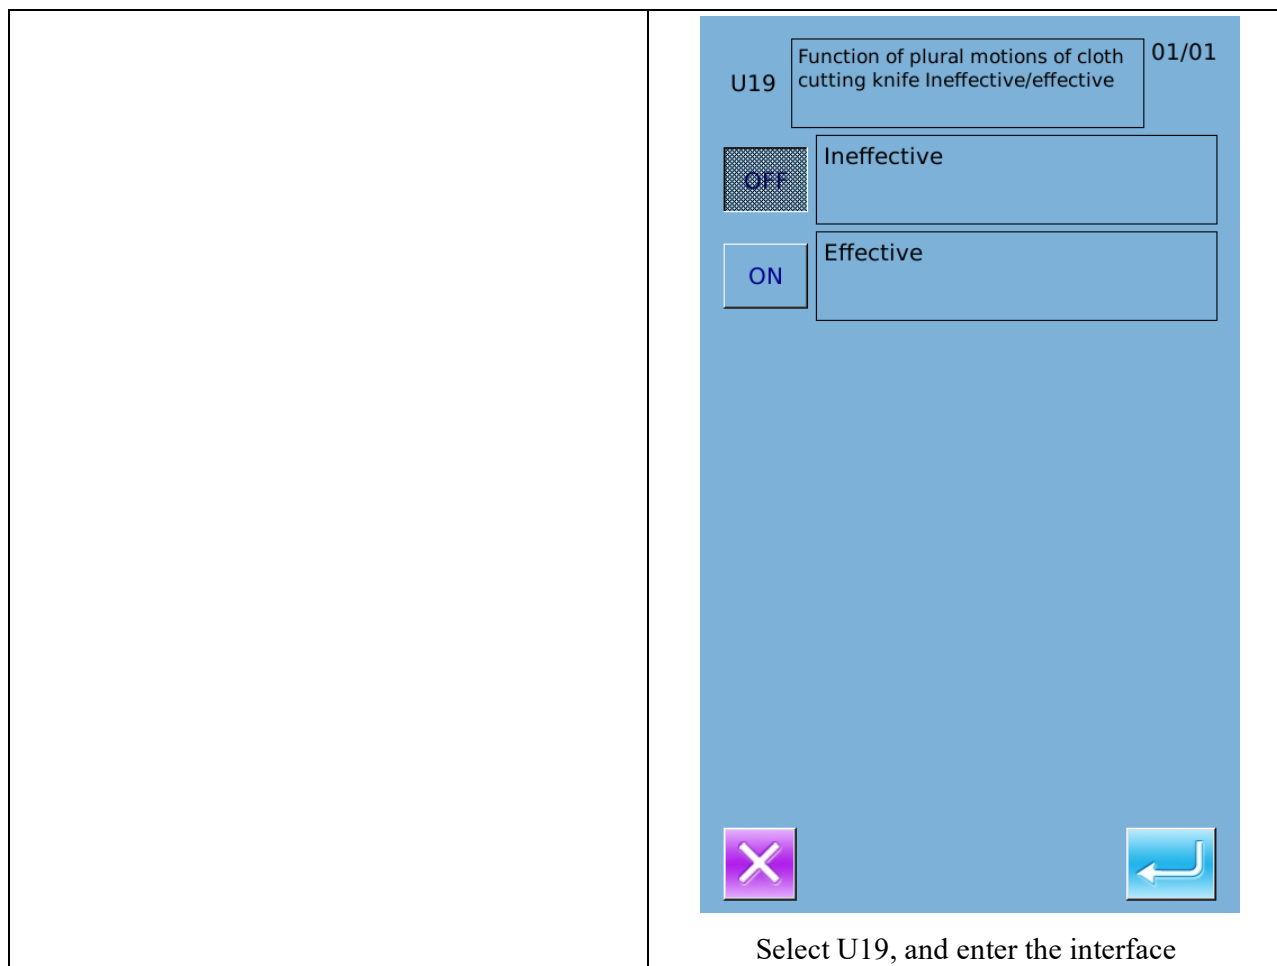 U19
Function of plural motions of cloth
cutting knife Ineffective/effective
01/01
OFF
Ineffective
ON
Effective
Select U19, and enter the interface